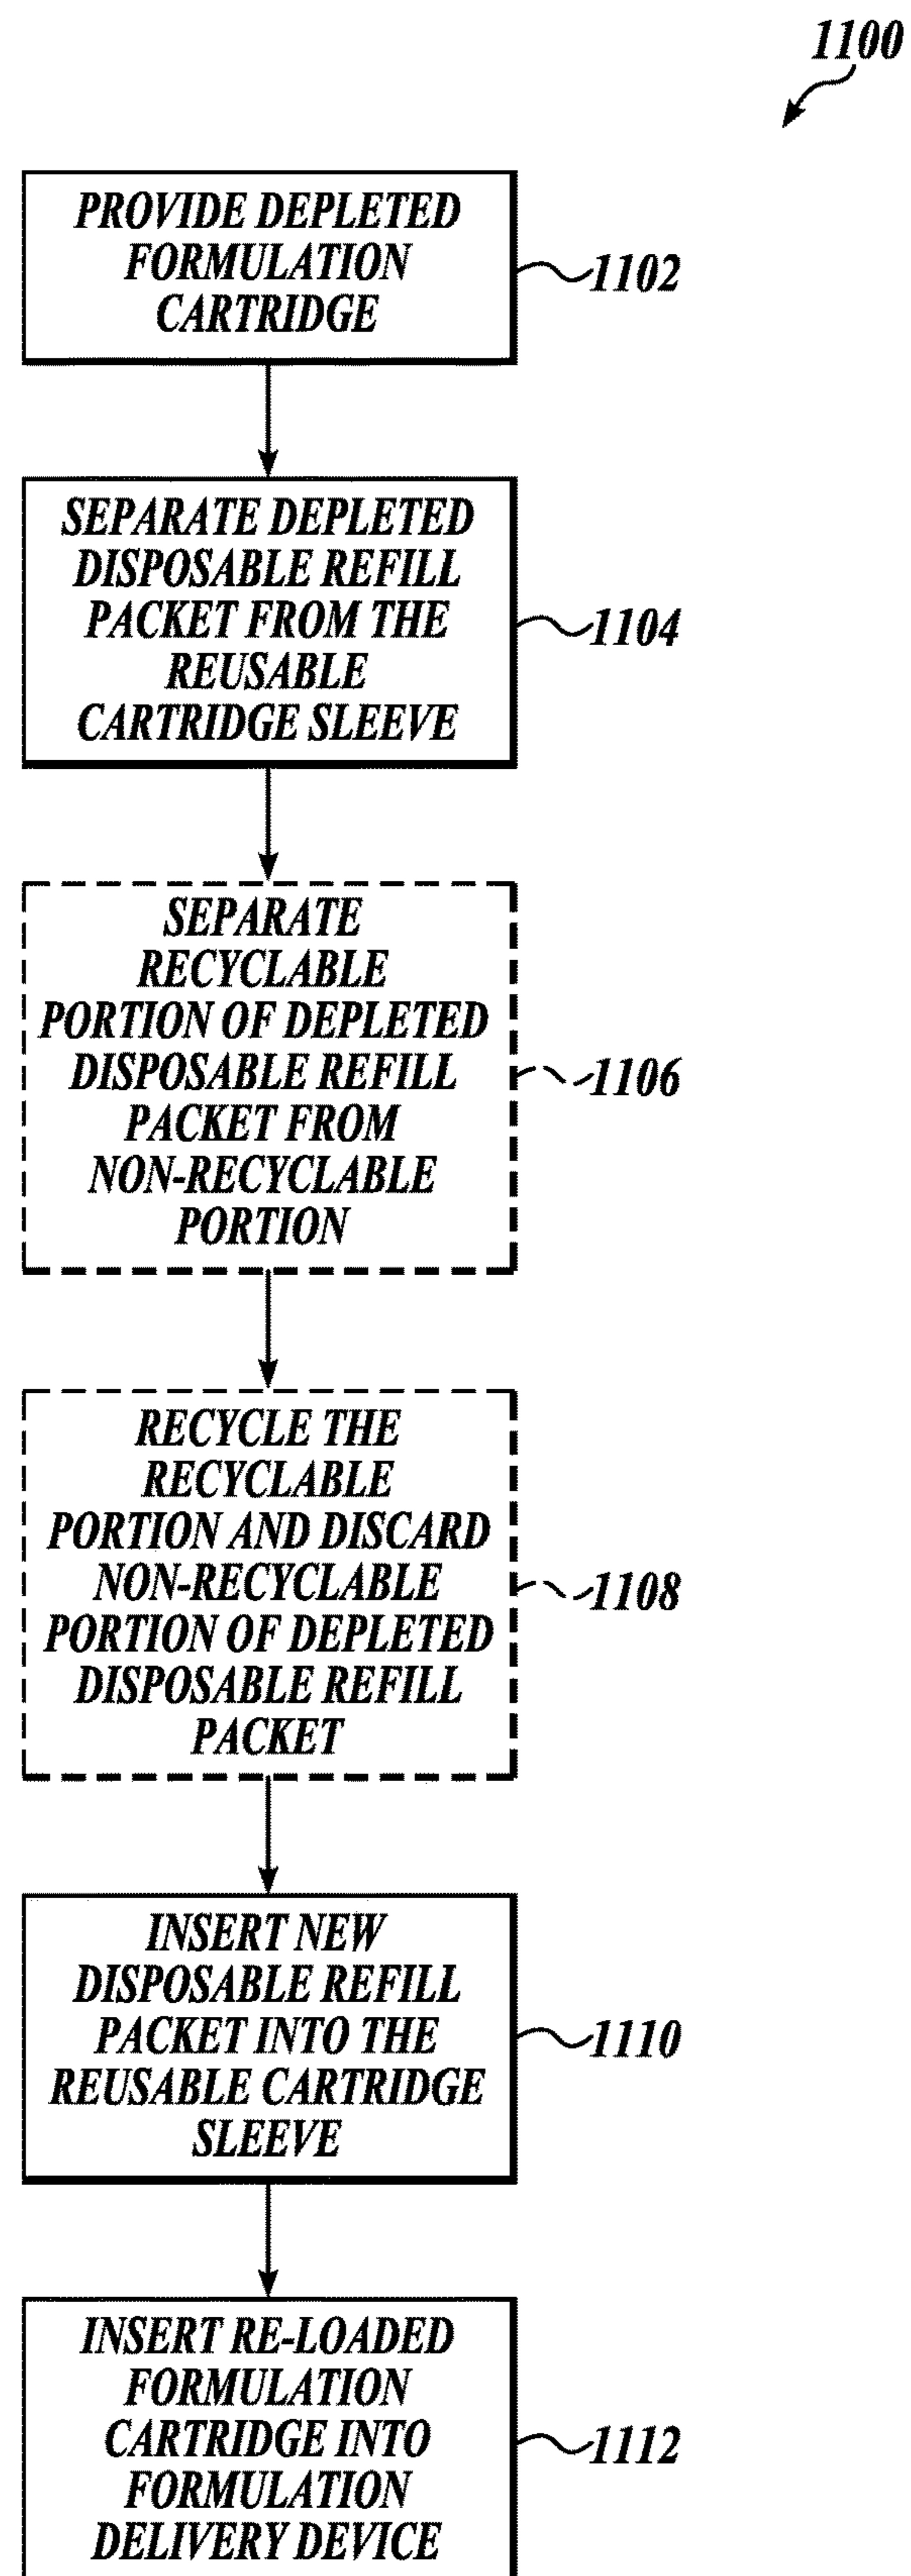 1100
PROVIDE DEPLETED
FORMULATION
CARTRIDGE
1102
SEPARATE DEPLETED
DISPOSABLE REFILL
PACKET FROM THE
REUSABLE
CARTRIDGE SLEEVE
1104
SEPARATE
RECYCLABLE
PORTION OF DEPLETED
DISPOSABLE REFILL
PACKET FROM
NON-RECYCLABLE
PORTION
1106
RECYCLE THE
RECYCLABLE
PORTION AND DISCARD
NON-RECYCLABLE
PORTION OF DEPLETED
DISPOSABLE REFILL
PACKET
1108
INSERT NEW
DISPOSABLE REFILL
PACKET INTO THE
REUSABLE CARTRIDGE
SLEEVE
1110
INSERT RE-LOADED
FORMULATION
CARTRIDGE INTO
FORMULATION
DELIVERY DEVICE
1112